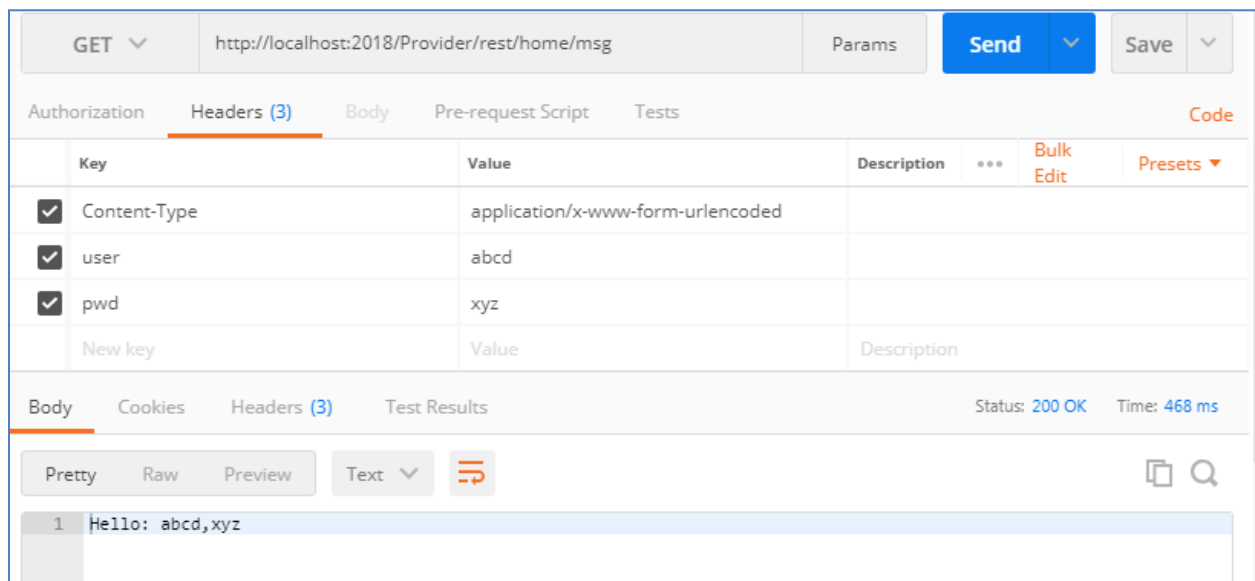 GET http://localhost:2018/Provider/rest/home/msg Params Send Save
Authorization Headers (3) Body Pre-request Script Tests Code
Key Value Description Bulk Edit Presets
Content-Type application/x-www-form-urlencoded
user abcd
pwd xyz
New key Value Description
Body Cookies Headers (3) Test Results Status: 200 OK Time: 468 ms
Pretty Raw Preview Text
1 Hello: abcd,xyz